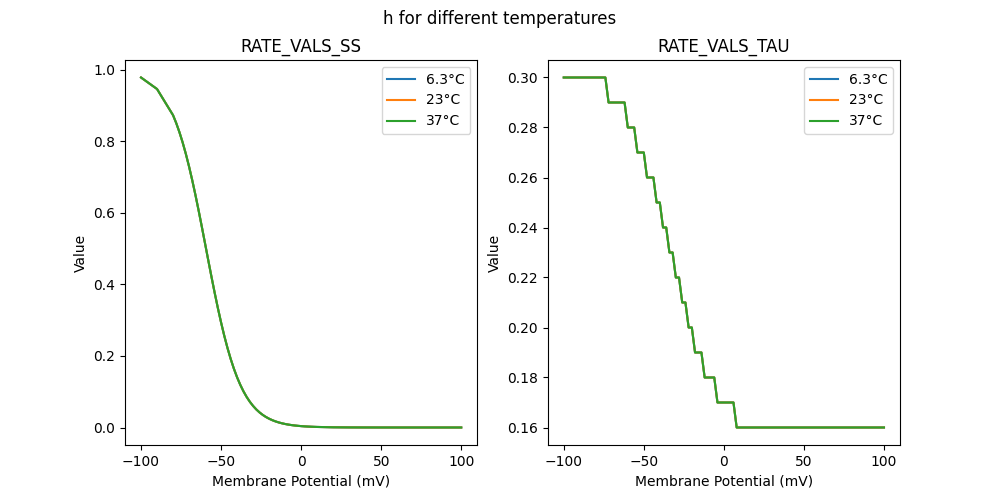 h for different temperatures
RATE_VALS_SS
1.0
0.8
0.6
0.4
0.2
0.0
Value
−100
−50
0
50
100
Membrane Potential (mV)
6.3°C
23°C
37°C
RATE_VALS_TAU
0.30
0.28
0.26
0.24
0.22
0.20
0.18
0.16
Value
−100
−50
0
50
100
Membrane Potential (mV)
6.3°C
23°C
37°C